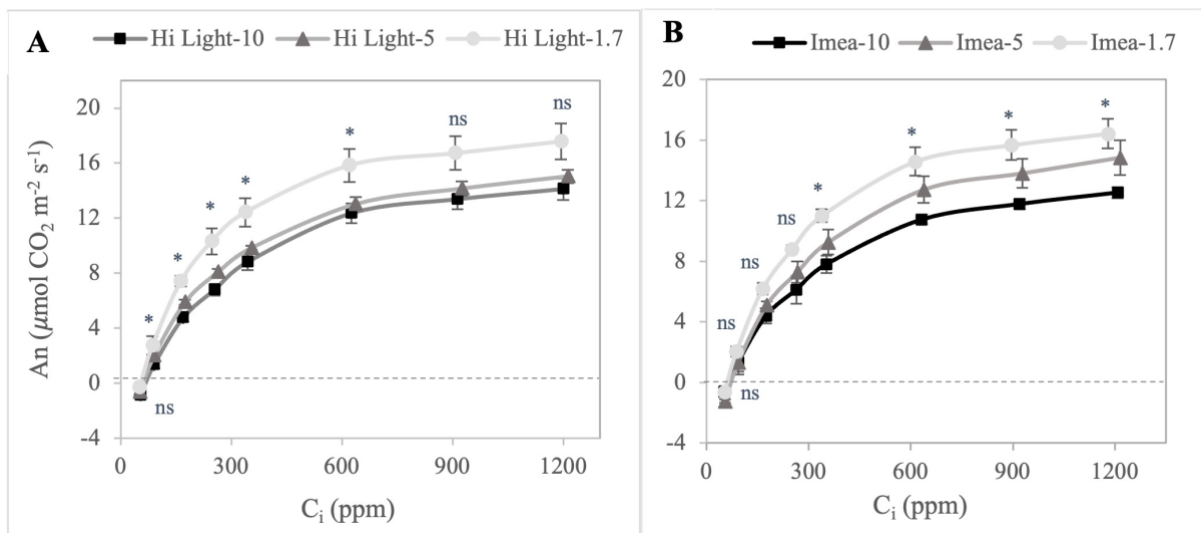 A
Hi Light-10 Hi Light-5 Hi Light-1.7
An (µmol CO₂ m⁻² s⁻¹)
20
16
12
8
4
0
-4
*
*
*
*
*
ns
ns
ns
0 300 600 900 1200
Cᵢ (ppm)
B
Imea-10 Imea-5 Imea-1.7
20
16
12
8
4
0
-4
ns
ns
ns
*
*
*
*
ns
0 300 600 900 1200
Cᵢ (ppm)